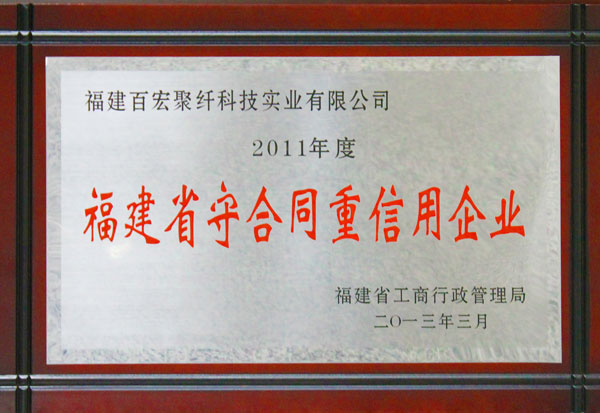 福建百宏聚纤科技实业有限公司
2011年度
福建省守合同重信用企业
福建省工商行政管理局
二〇一三年三月